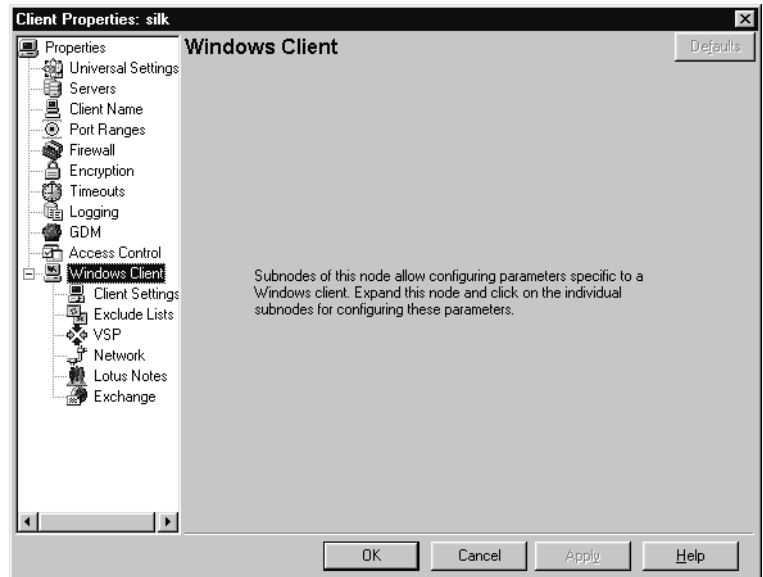 Client Properties: silk
Properties
Universal Settings
Servers
Client Name
Port Ranges
Firewall
Encryption
Timeouts
Logging
GDM
Access Control
Windows Client
Client Settings
Exclude Lists
VSP
Network
Lotus Notes
Exchange
Windows Client
Defaults
Subnodes of this node allow configuring parameters specific to a
Windows client. Expand this node and click on the individual
subnodes for configuring these parameters.
OK
Cancel
Apply
Help